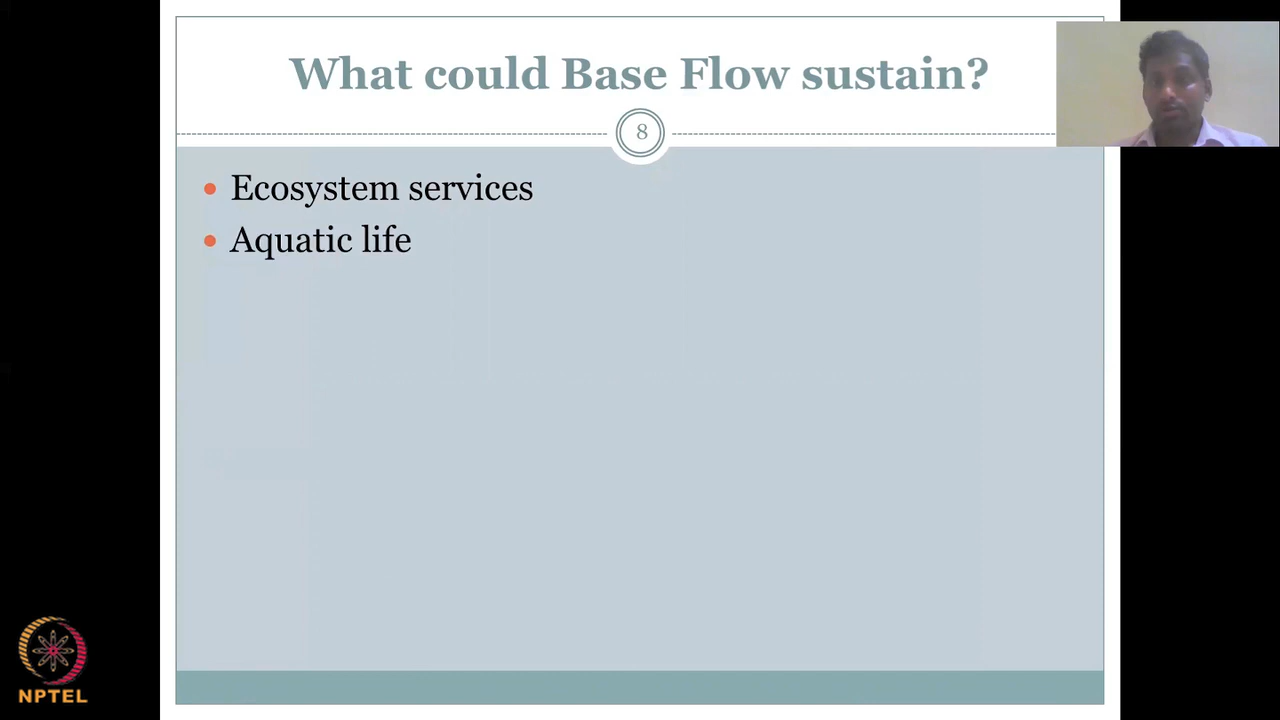 What could Base Flow sustain?
8
Ecosystem services
Aquatic life
NPTEL